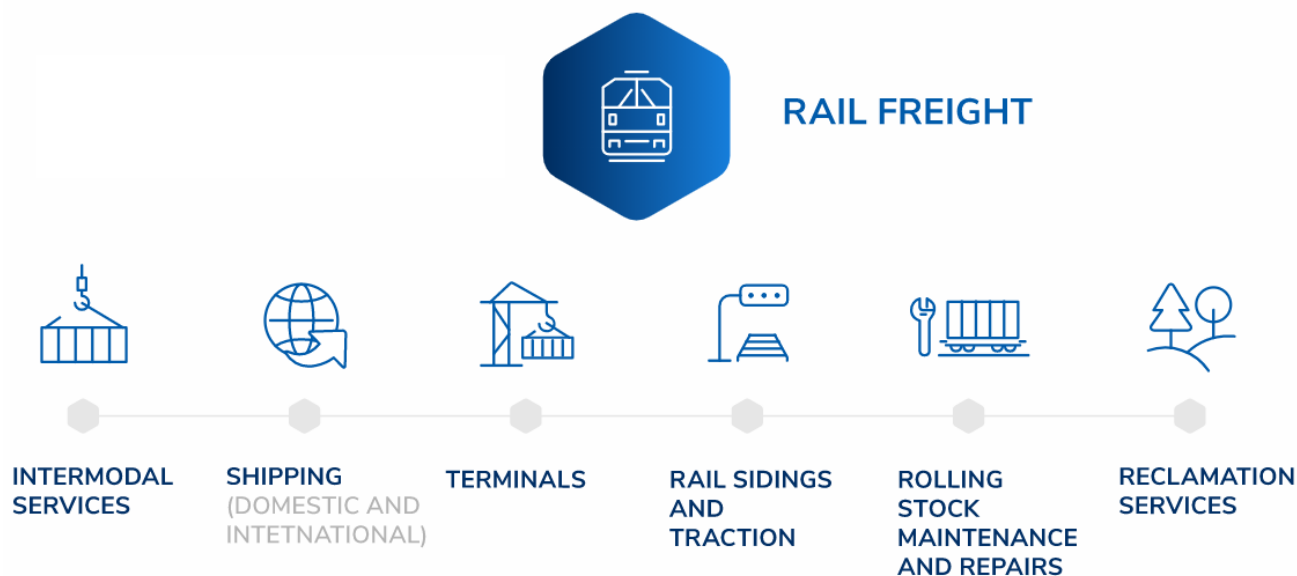 RAIL FREIGHT
INTERMODAL
SERVICES
SHIPPING
(DOMESTIC AND
INTETNATIONAL)
TERMINALS
RAIL SIDINGS
AND
TRACTION
ROLLING
STOCK
MAINTENANCE
AND REPAIRS
RECLAMATION
SERVICES